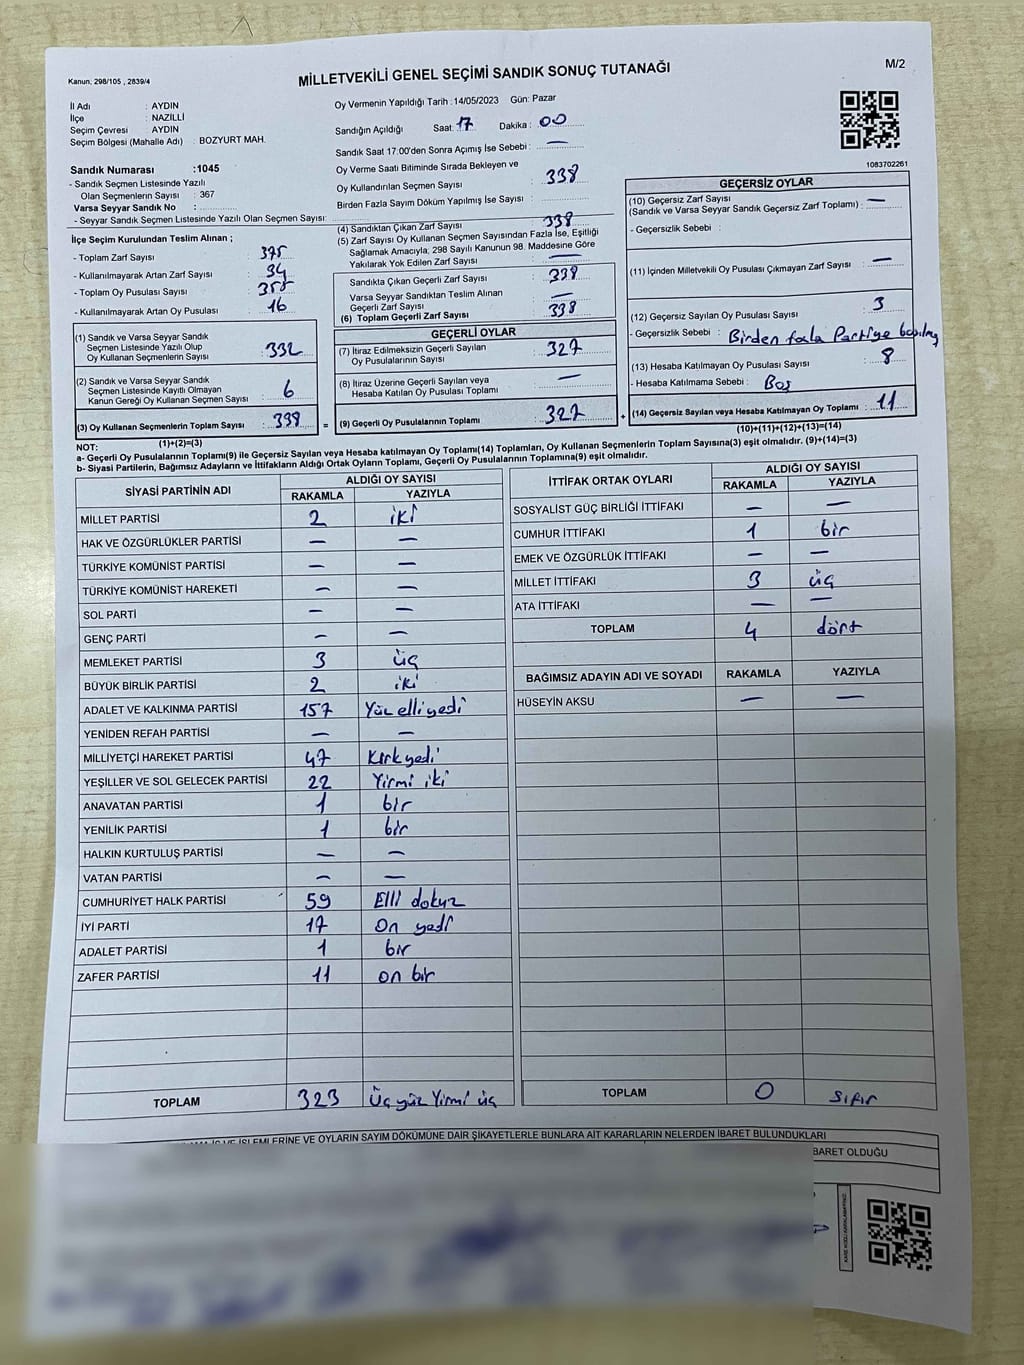 Kanun: 298/105 , 2839/4
MİLLETVEKİLİ GENEL SEÇİMİ SANDIK SONUÇ TUTANAĞI
M/2
İl Adı : AYDIN
İlçe : NAZİLLİ
Seçim Çevresi : AYDIN
Seçim Bölgesi (Mahalle Adı) : BOZYURT MAH.
Sandık Numarası :1045
- Sandık Seçmen Listesinde Yazılı
Olan Seçmenlerin Sayısı : 367
Varsa Seyyar Sandık No :
- Seyyar Sandık Seçmen Listesinde Yazılı Olan Seçmen Sayısı:
Oy Vermenin Yapıldığı Tarih : 14/05/2023 Gün: Pazar
Sandığın Açıldığı Saat: 17 Dakika : 00
Sandık Saat 17:00'den Sonra Açılmış İse Sebebi : —
Oy Verme Saati Bitiminde Sırada Bekleyen ve
Oy Kullandırılan Seçmen Sayısı : 338
Birden Fazla Sayım Döküm Yapılmış İse Sayısı :
1083702261
İlçe Seçim Kurulundan Teslim Alınan ;
- Toplam Zarf Sayısı : 375
- Kullanılmayarak Artan Zarf Sayısı : 34
- Toplam Oy Pusulası Sayısı :
- Kullanılmayarak Artan Oy Pusulası : 16
(4) Sandıktan Çıkan Zarf Sayısı : 338
(5) Zarf Sayısı Oy Kullanan Seçmen Sayısından Fazla İse, Eşitliği
Sağlamak Amacıyla, 298 Sayılı Kanunun 98. Maddesine Göre
Yakılarak Yok Edilen Zarf Sayısı : —
Sandıkta Çıkan Geçerli Zarf Sayısı : 338
Varsa Seyyar Sandıktan Teslim Alınan
Geçerli Zarf Sayısı : —
(6) Toplam Geçerli Zarf Sayısı : 338
GEÇERSİZ OYLAR
(10) Geçersiz Zarf Sayısı : —
(Sandık ve Varsa Seyyar Sandık Geçersiz Zarf Toplamı)
- Geçersizlik Sebebi :
(11) İçinden Milletvekili Oy Pusulası Çıkmayan Zarf Sayısı : —
(12) Geçersiz Sayılan Oy Pusulası Sayısı : 3
- Geçersizlik Sebebi : Birden fazla Partiye basılmış
(13) Hesaba Katılmayan Oy Pusulası Sayısı : 8
- Hesaba Katılmama Sebebi : Boş
(14) Geçersiz Sayılan veya Hesaba Katılmayan Oy Toplamı : 11
(10)+(11)+(12)+(13)=(14)
(1) Sandık ve Varsa Seyyar Sandık
Seçmen Listesinde Yazılı Olup
Oy Kullanan Seçmenlerin Sayısı : 332
(2) Sandık ve Varsa Seyyar Sandık
Seçmen Listesinde Kayıtlı Olmayan
Kanun Gereği Oy Kullanan Seçmen Sayısı : 6
(3) Oy Kullanan Seçmenlerin Toplam Sayısı : 338
(1)+(2)=(3)
GEÇERLİ OYLAR
(7) İtiraz Edilmeksizin Geçerli Sayılan
Oy Pusulalarının Sayısı : 327
(8) İtiraz Üzerine Geçerli Sayılan veya
Hesaba Katılan Oy Pusulası Toplamı : —
(9) Geçerli Oy Pusulalarının Toplamı : 327
NOT:
a- Geçerli Oy Pusulalarının Toplamı(9) ile Geçersiz Sayılan veya Hesaba katılmayan Oy Toplamı(14) Toplamları, Oy Kullanan Seçmenlerin Toplam Sayısına(3) eşit olmalıdır. (9)+(14)=(3)
b- Siyasi Partilerin, Bağımsız Adayların ve İttifakların Aldığı Ortak Oyların Toplamı, Geçerli Oy Pusulalarının Toplamına(9) eşit olmalıdır.
SİYASİ PARTİNİN ADI ALDIĞI OY SAYISI
RAKAMLA YAZIYLA
MİLLET PARTİSİ 2 iki
HAK VE ÖZGÜRLÜKLER PARTİSİ — —
TÜRKİYE KOMÜNİST PARTİSİ — —
TÜRKİYE KOMÜNİST HAREKETİ — —
SOL PARTİ — —
GENÇ PARTİ — —
MEMLEKET PARTİSİ 3 üç
BÜYÜK BİRLİK PARTİSİ 2 iki
ADALET VE KALKINMA PARTİSİ 157 Yüz elli yedi
YENİDEN REFAH PARTİSİ — —
MİLLİYETÇİ HAREKET PARTİSİ 47 Kırk yedi
YEŞİLLER VE SOL GELECEK PARTİSİ 22 Yirmi iki
ANAVATAN PARTİSİ 1 bir
YENİLİK PARTİSİ 1 bir
HALKIN KURTULUŞ PARTİSİ — —
VATAN PARTİSİ — —
CUMHURİYET HALK PARTİSİ 59 Elli dokuz
İYİ PARTİ 17 On yedi
ADALET PARTİSİ 1 bir
ZAFER PARTİSİ 11 on bir
TOPLAM 323 Üç yüz Yirmi üç
İTTİFAK ORTAK OYLARI ALDIĞI OY SAYISI
RAKAMLA YAZIYLA
SOSYALİST GÜÇ BİRLİĞİ İTTİFAKI — —
CUMHUR İTTİFAKI 1 bir
EMEK VE ÖZGÜRLÜK İTTİFAKI — —
MİLLET İTTİFAKI 3 üç
ATA İTTİFAKI — —
TOPLAM 4 dört
BAĞIMSIZ ADAYIN ADI VE SOYADI RAKAMLA YAZIYLA
HÜSEYİN AKSU — —
TOPLAM 0 Sıfır
İŞLEMLERİNE VE OYLARIN SAYIM DÖKÜMÜNE DAİR ŞİKAYETLERLE BUNLARA AİT KARARLARIN NELERDEN İBARET BULUNDUKLARI
BARET OLDUĞU